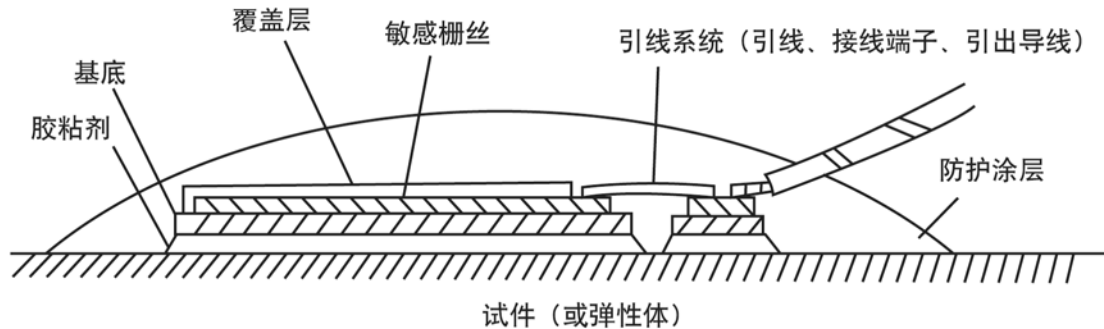 覆盖层
敏感栅丝
引线系统（引线、接线端子、引出导线）
基底
胶粘剂
防护涂层
试件（或弹性体）